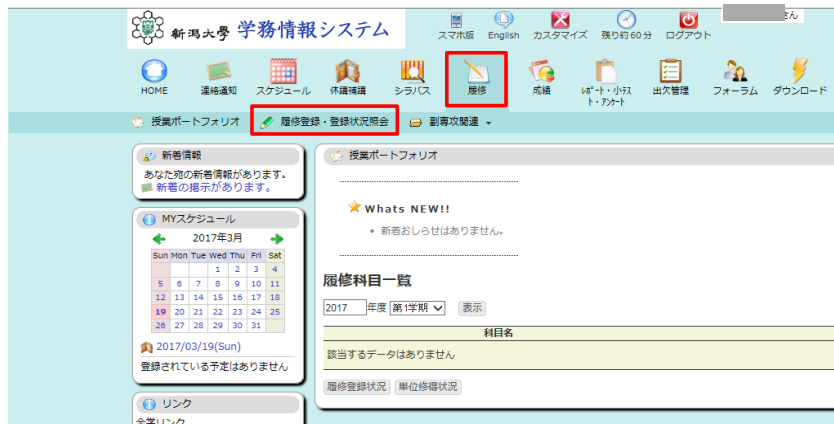 新潟大學 学務情報システム
スマホ版 English カスタマイズ 残り約60分 ログアウト さん
HOME 連絡通知 スケジュール 休講補講 シラバス 履修 成績 ﾚﾎﾟｰﾄ・小ﾃｽﾄ・ｱﾝｹｰﾄ 出欠管理 フォーラム ダウンロード
授業ポートフォリオ 履修登録・登録状況照会 副専攻関連
新着情報
あなた宛の新着情報があります。
新着の掲示があります。
MYスケジュール
2017年3月
Sun Mon Tue Wed Thu Fri Sat
1 2 3 4
5 6 7 8 9 10 11
12 13 14 15 16 17 18
19 20 21 22 23 24 25
26 27 28 29 30 31
2017/03/19(Sun)
登録されている予定はありません
リンク
全学リンク
授業ポートフォリオ
Whats NEW!!
• 新着おしらせはありません。
履修科目一覧
2017 年度 第1学期 表示
科目名
該当するデータはありません
履修登録状況 単位修得状況